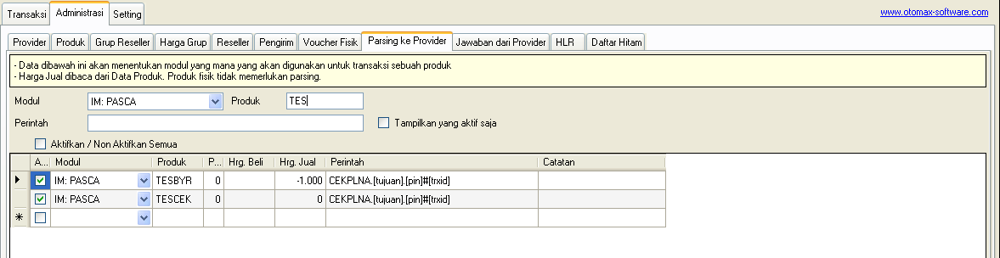 Transaksi Administrasi Setting www.otomax-software.com
Provider Produk Grup Reseller Harga Grup Reseller Pengirim Voucher Fisik Parsing ke Provider Jawaban dari Provider HLR Daftar Hitam
- Data dibawah ini akan menentukan modul yang mana yang akan digunakan untuk transaksi sebuah produk
- Harga Jual dibaca dari Data Produk. Produk fisik tidak memerlukan parsing.
Modul IM: PASCA Produk TES
Perintah Tampilkan yang aktif saja
Aktifkan / Non Aktifkan Semua
A... Modul Produk P... Hrg. Beli Hrg. Jual Perintah Catatan
IM: PASCA TESBYR 0 -1.000 CEKPLNA.[tujuan].[pin]#[trxid]
IM: PASCA TESCEK 0 0 CEKPLNA.[tujuan].[pin]#[trxid]